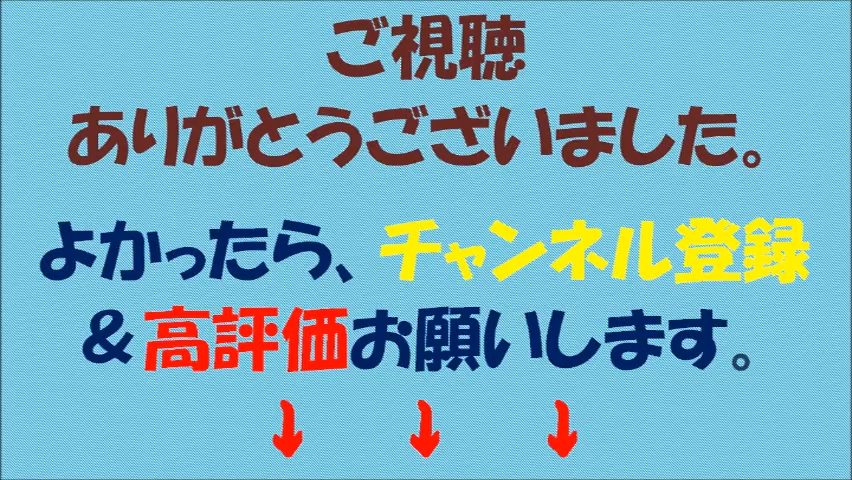 ご視聴
ありがとうございました。
よかったら、チャンネル登録
&高評価お願いします。
↓ ↓ ↓